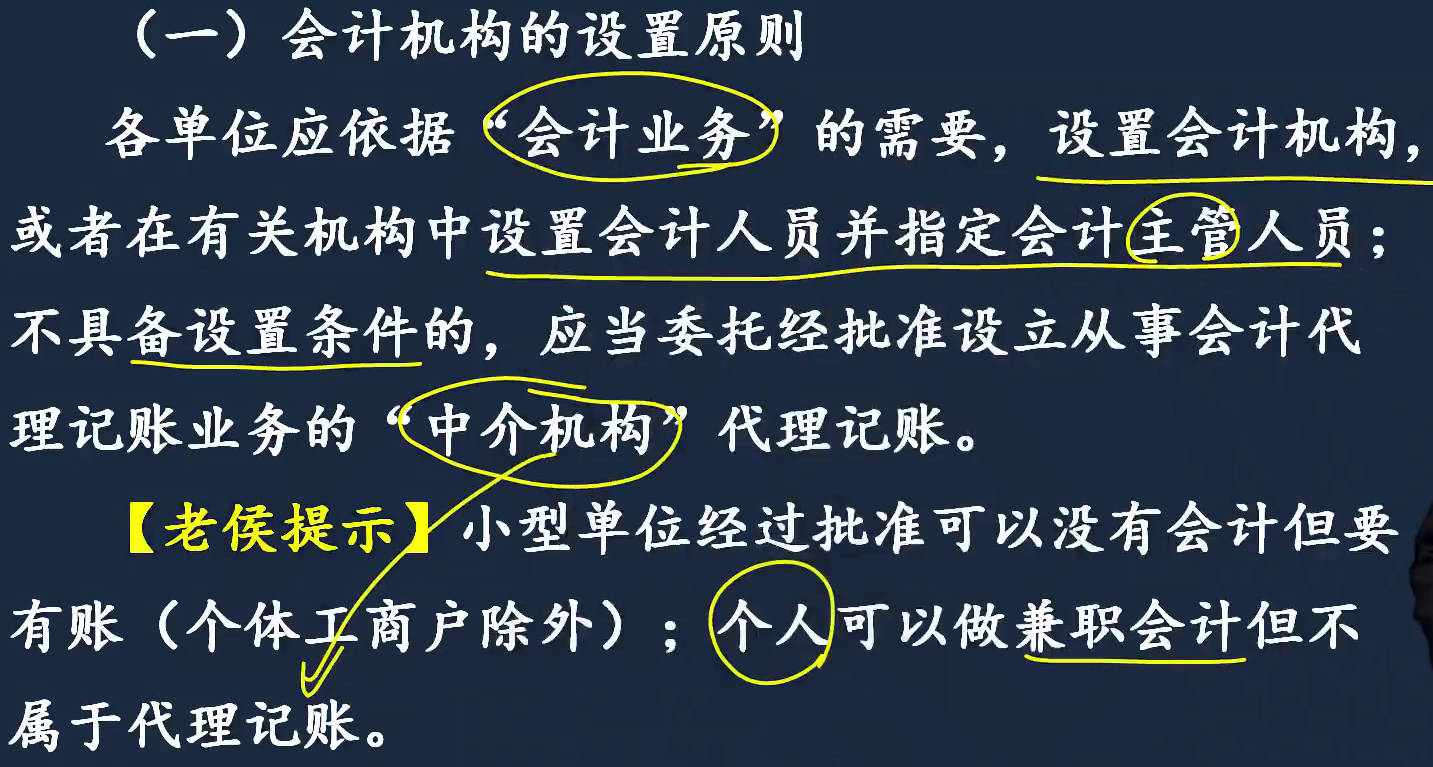 （一）会计机构的设置原则
各单位应依据“会计业务”的需要，设置会计机构，
或者在有关机构中设置会计人员并指定会计主管人员；
不具备设置条件的，应当委托经批准设立从事会计代
理记账业务的“中介机构”代理记账。
【老侯提示】小型单位经过批准可以没有会计但要
有账（个体工商户除外）；个人可以做兼职会计但不
属于代理记账。